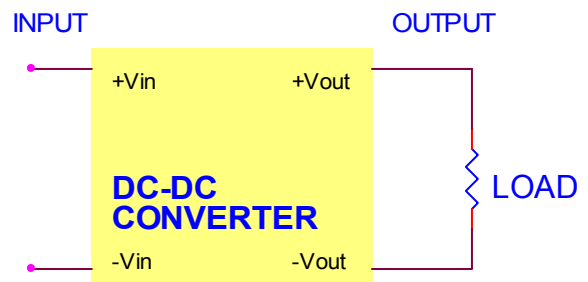 INPUT
OUTPUT
+Vin
+Vout
DC-DC
CONVERTER
LOAD
-Vin
-Vout